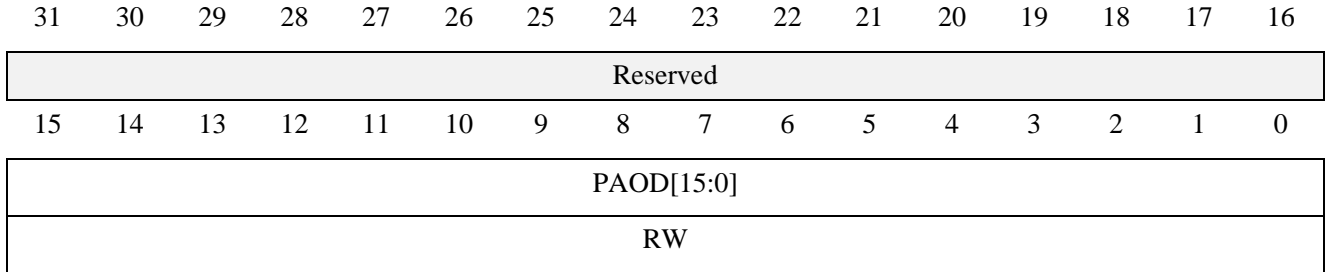 31 30 29 28 27 26 25 24 23 22 21 20 19 18 17 16
Reserved
15 14 13 12 11 10 9 8 7 6 5 4 3 2 1 0
PAOD[15:0]
RW